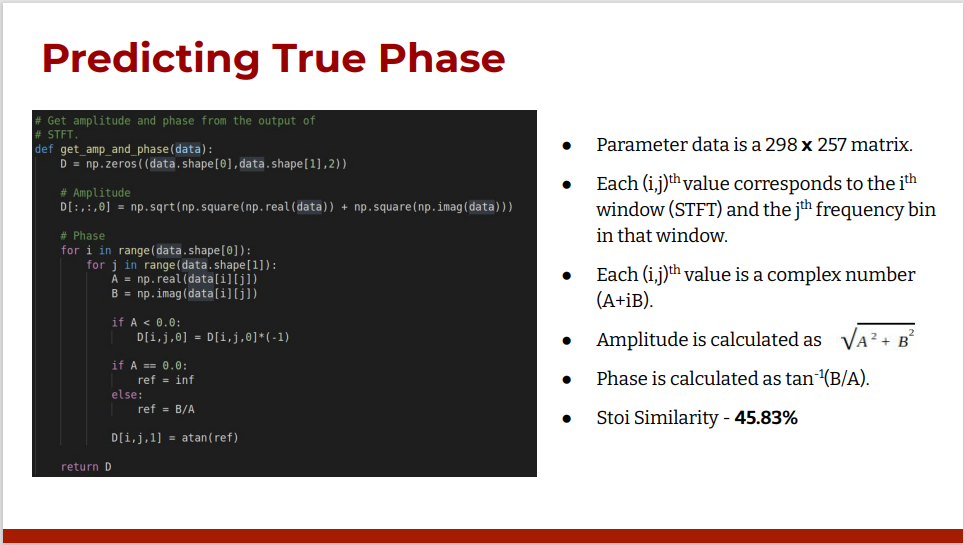 Predicting True Phase
# Get amplitude and phase from the output of
# STFT.
def get_amp_and_phase(data):
    D = np.zeros((data.shape[0],data.shape[1],2))
    # Amplitude
    D[:,:,0] = np.sqrt(np.square(np.real(data)) + np.square(np.imag(data)))
    # Phase
    for i in range(data.shape[0]):
        for j in range(data.shape[1]):
            A = np.real(data[i][j])
            B = np.imag(data[i][j])
            if A < 0.0:
                D[i,j,0] = D[i,j,0]*(-1)
            if A == 0.0:
                ref = inf
            else:
                ref = B/A
            D[i,j,1] = atan(ref)
    return D
● Parameter data is a 298 x 257 matrix.
● Each (i,j)th value corresponds to the ith
window (STFT) and the jth frequency bin
in that window.
● Each (i,j)th value is a complex number
(A+iB).
● Amplitude is calculated as √A² + B²
● Phase is calculated as tan⁻¹(B/A).
● Stoi Similarity - 45.83%